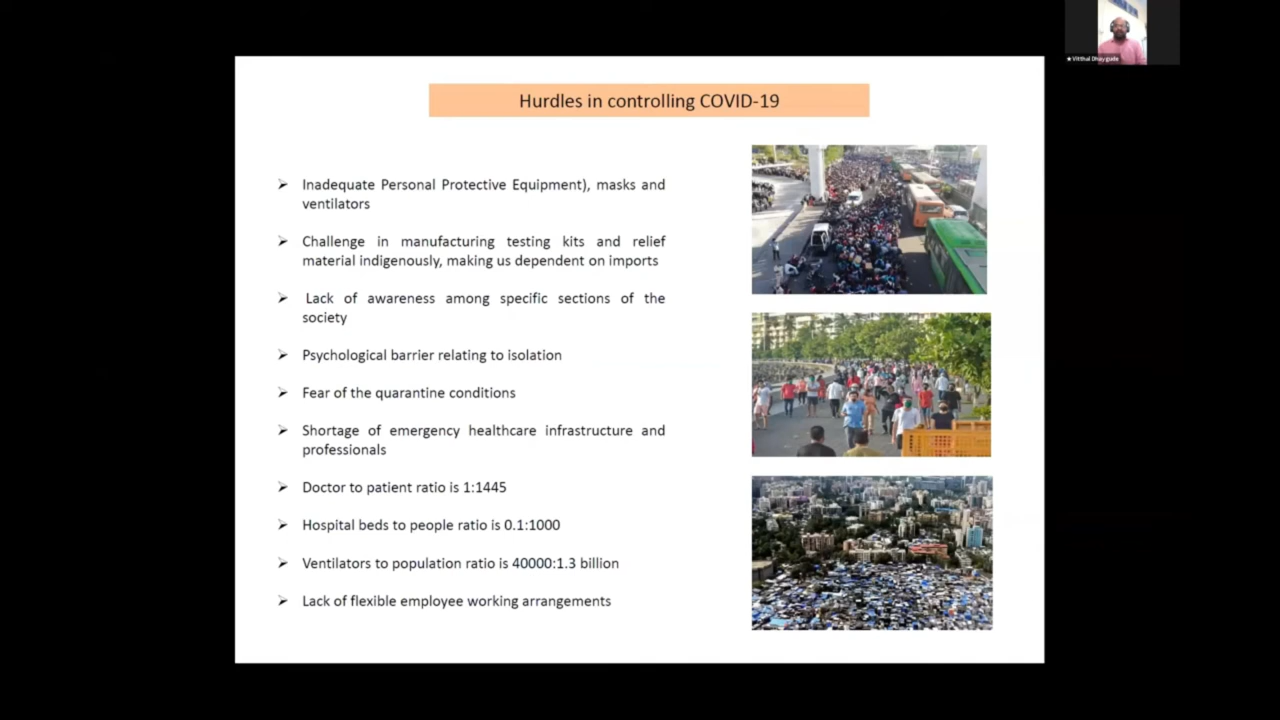 Vitthal Dhaygude
Hurdles in controlling COVID-19
➢ Inadequate Personal Protective Equipment), masks and
ventilators
➢ Challenge in manufacturing testing kits and relief
material indigenously, making us dependent on imports
➢ Lack of awareness among specific sections of the
society
➢ Psychological barrier relating to isolation
➢ Fear of the quarantine conditions
➢ Shortage of emergency healthcare infrastructure and
professionals
➢ Doctor to patient ratio is 1:1445
➢ Hospital beds to people ratio is 0.1:1000
➢ Ventilators to population ratio is 40000:1.3 billion
➢ Lack of flexible employee working arrangements